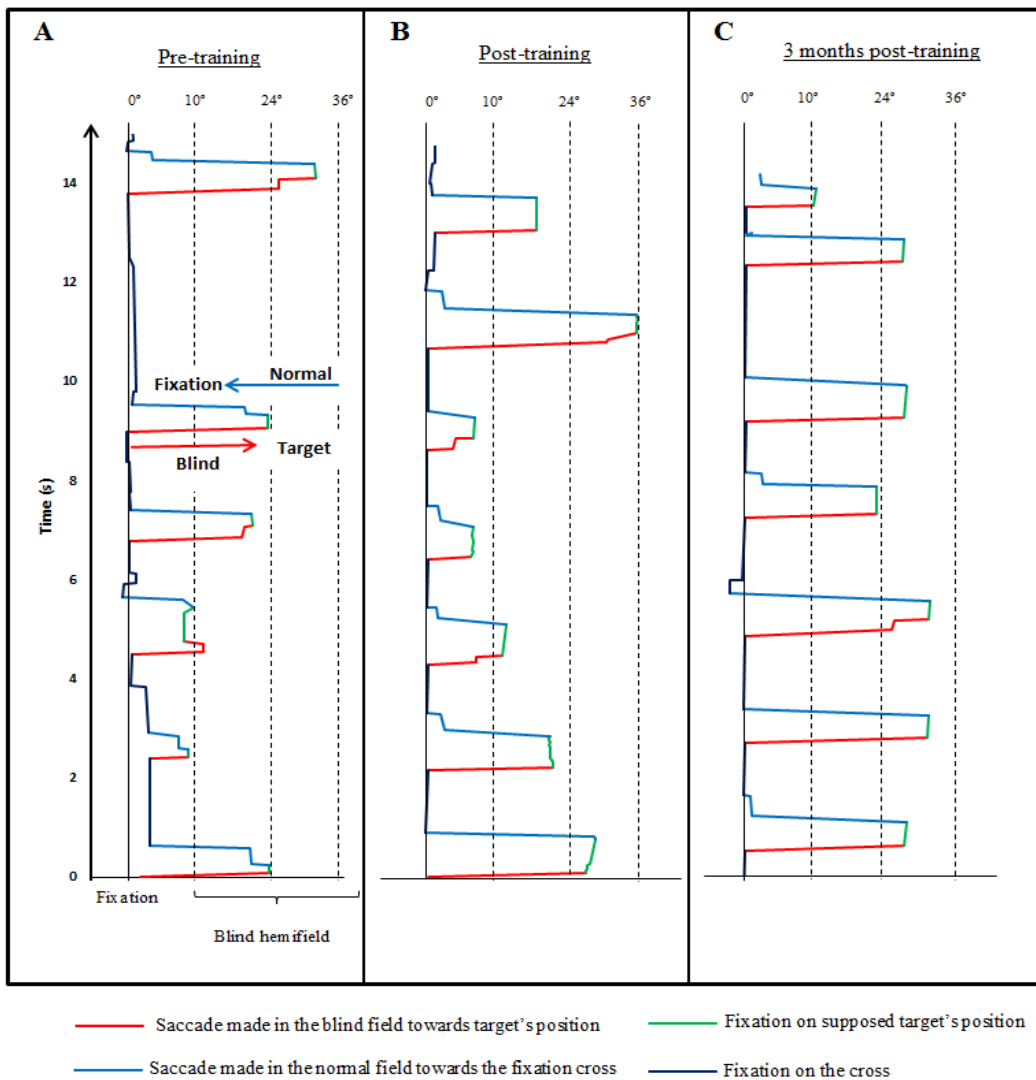 A
B
C
Pre-training
Post-training
3 months post-training
0° 10° 24° 36°
0° 10° 24° 36°
0° 10° 24° 36°
14
12
10
Fixation Normal
Blind Target
8
Time (s)
6
4
2
0
Fixation
Blind hemifield
Saccade made in the blind field towards target's position
Fixation on supposed target's position
Saccade made in the normal field towards the fixation cross
Fixation on the cross